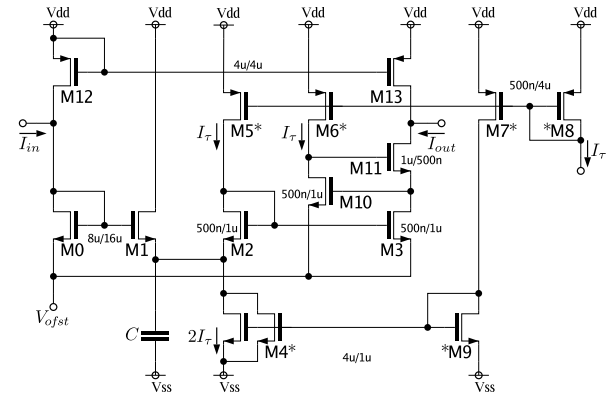 Vdd Vdd Vdd Vdd Vdd Vdd Vdd
4u/4u
M12 M13
500n/4u
M5* M6* M7* *M8
I_in I_τ I_τ I_out I_τ
M11
1u/500n
500n/1u M10
M0 8u/16u M1 500n/1u M2 M3 500n/1u
V_ofst
C 2I_τ M4* *M9
4u/1u
Vss Vss Vss